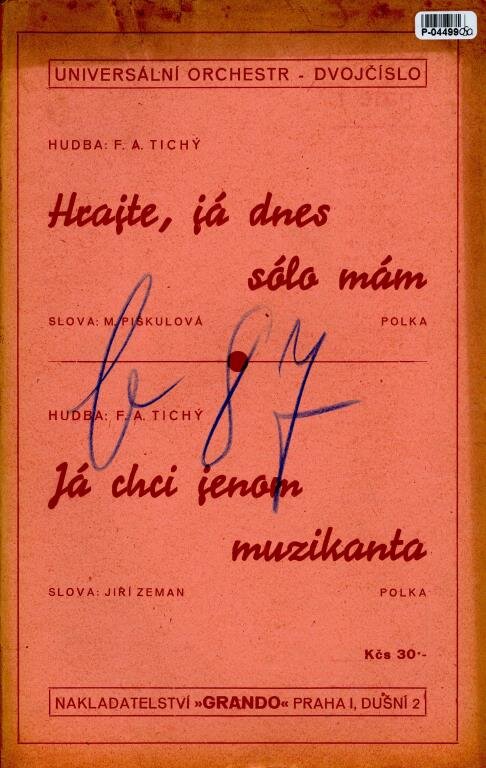 P-04499
UNIVERSÁLNÍ ORCHESTR - DVOJČÍSLO
HUDBA: F. A. TICHÝ
Hrajte, já dnes
sólo mám
SLOVA: M. PIŠKULOVÁ POLKA
b 87
HUDBA: F. A. TICHÝ
Já chci jenom
muzikanta
SLOVA: JIŘÍ ZEMAN POLKA
Kčs 30·-
NAKLADATELSTVÍ »GRANDO« PRAHA I, DUŠNÍ 2